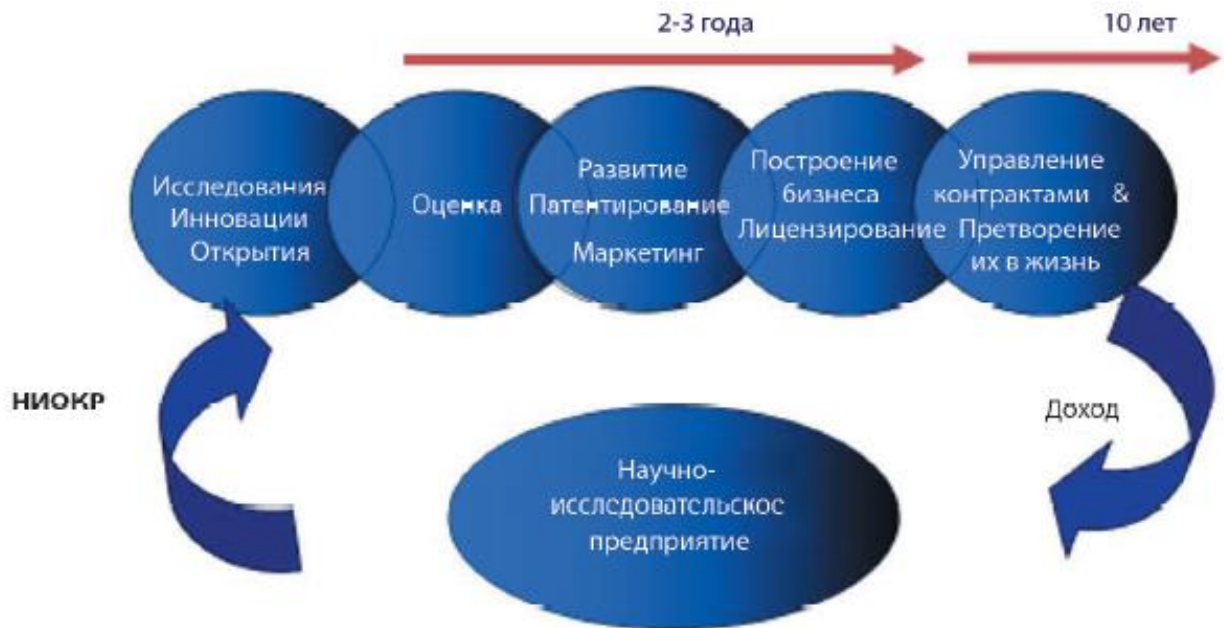 2-3 года
10 лет
Исследования
Инновации
Открытия
Оценка
Развитие
Патентирование
Маркетинг
Построение
бизнеса
Лицензирование
Управление
контрактами &
Претворение
их в жизнь
НИОКР
Доход
Научно-
исследовательское
предприятие